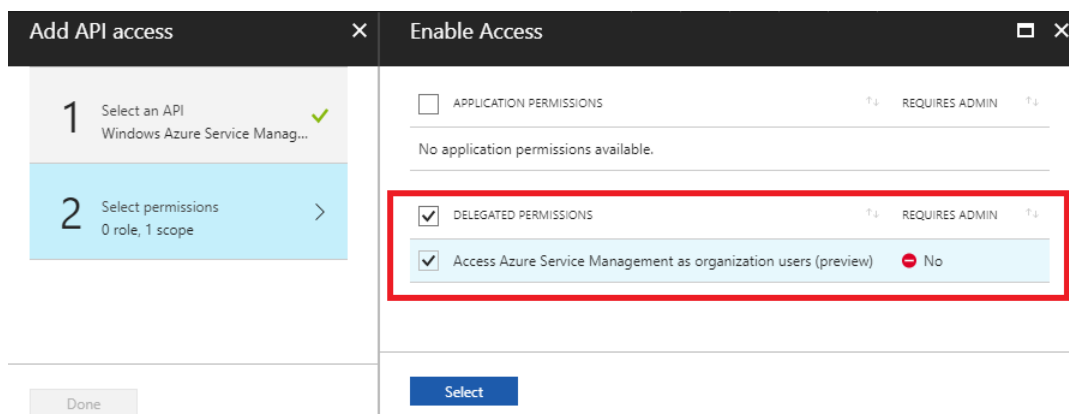 Add API access
1
Select an API
Windows Azure Service Manag...
2
Select permissions
0 role, 1 scope
Done
Enable Access
APPLICATION PERMISSIONS REQUIRES ADMIN
No application permissions available.
DELEGATED PERMISSIONS REQUIRES ADMIN
Access Azure Service Management as organization users (preview) No
Select